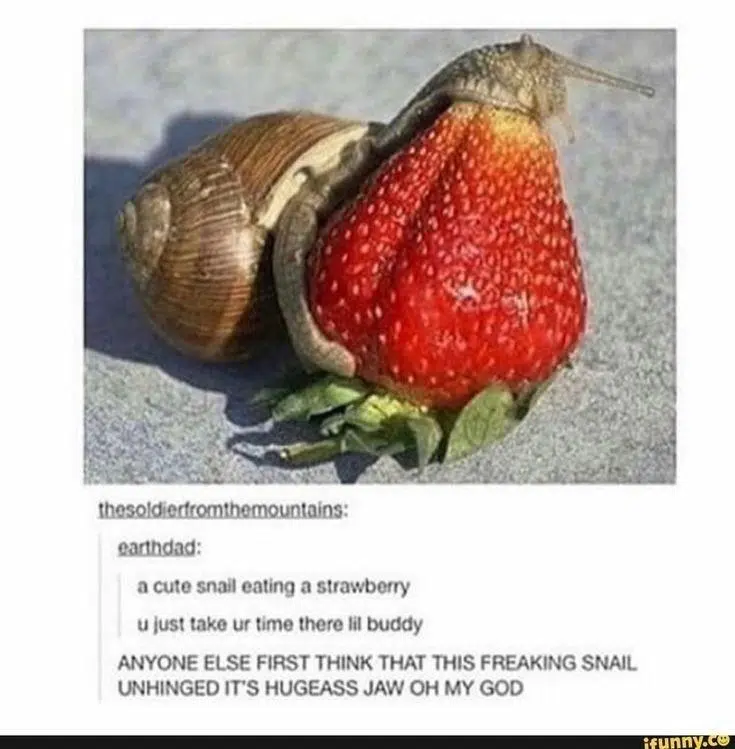 thesoldierfromthemountains:
earthdad:
a cute snail eating a strawberry
u just take ur time there lil buddy
ANYONE ELSE FIRST THINK THAT THIS FREAKING SNAIL
UNHINGED IT'S HUGEASS JAW OH MY GOD
ifunny.co